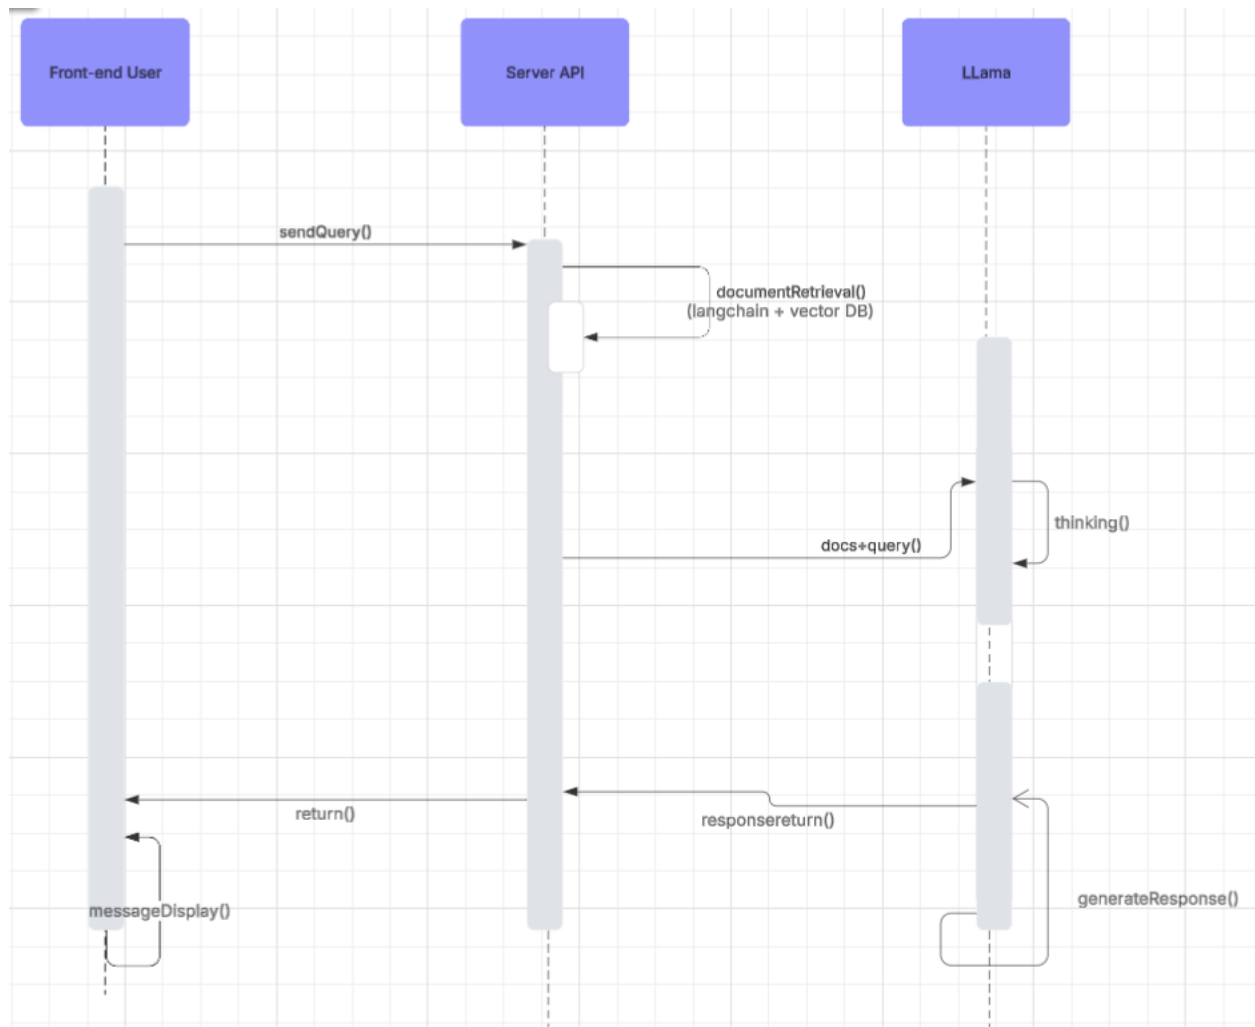 Front-end User
Server API
LLama
sendQuery()
documentRetrieval()
(langchain + vector DB)
thinking()
docs+query()
return()
responsereturn()
generateResponse()
messageDisplay()